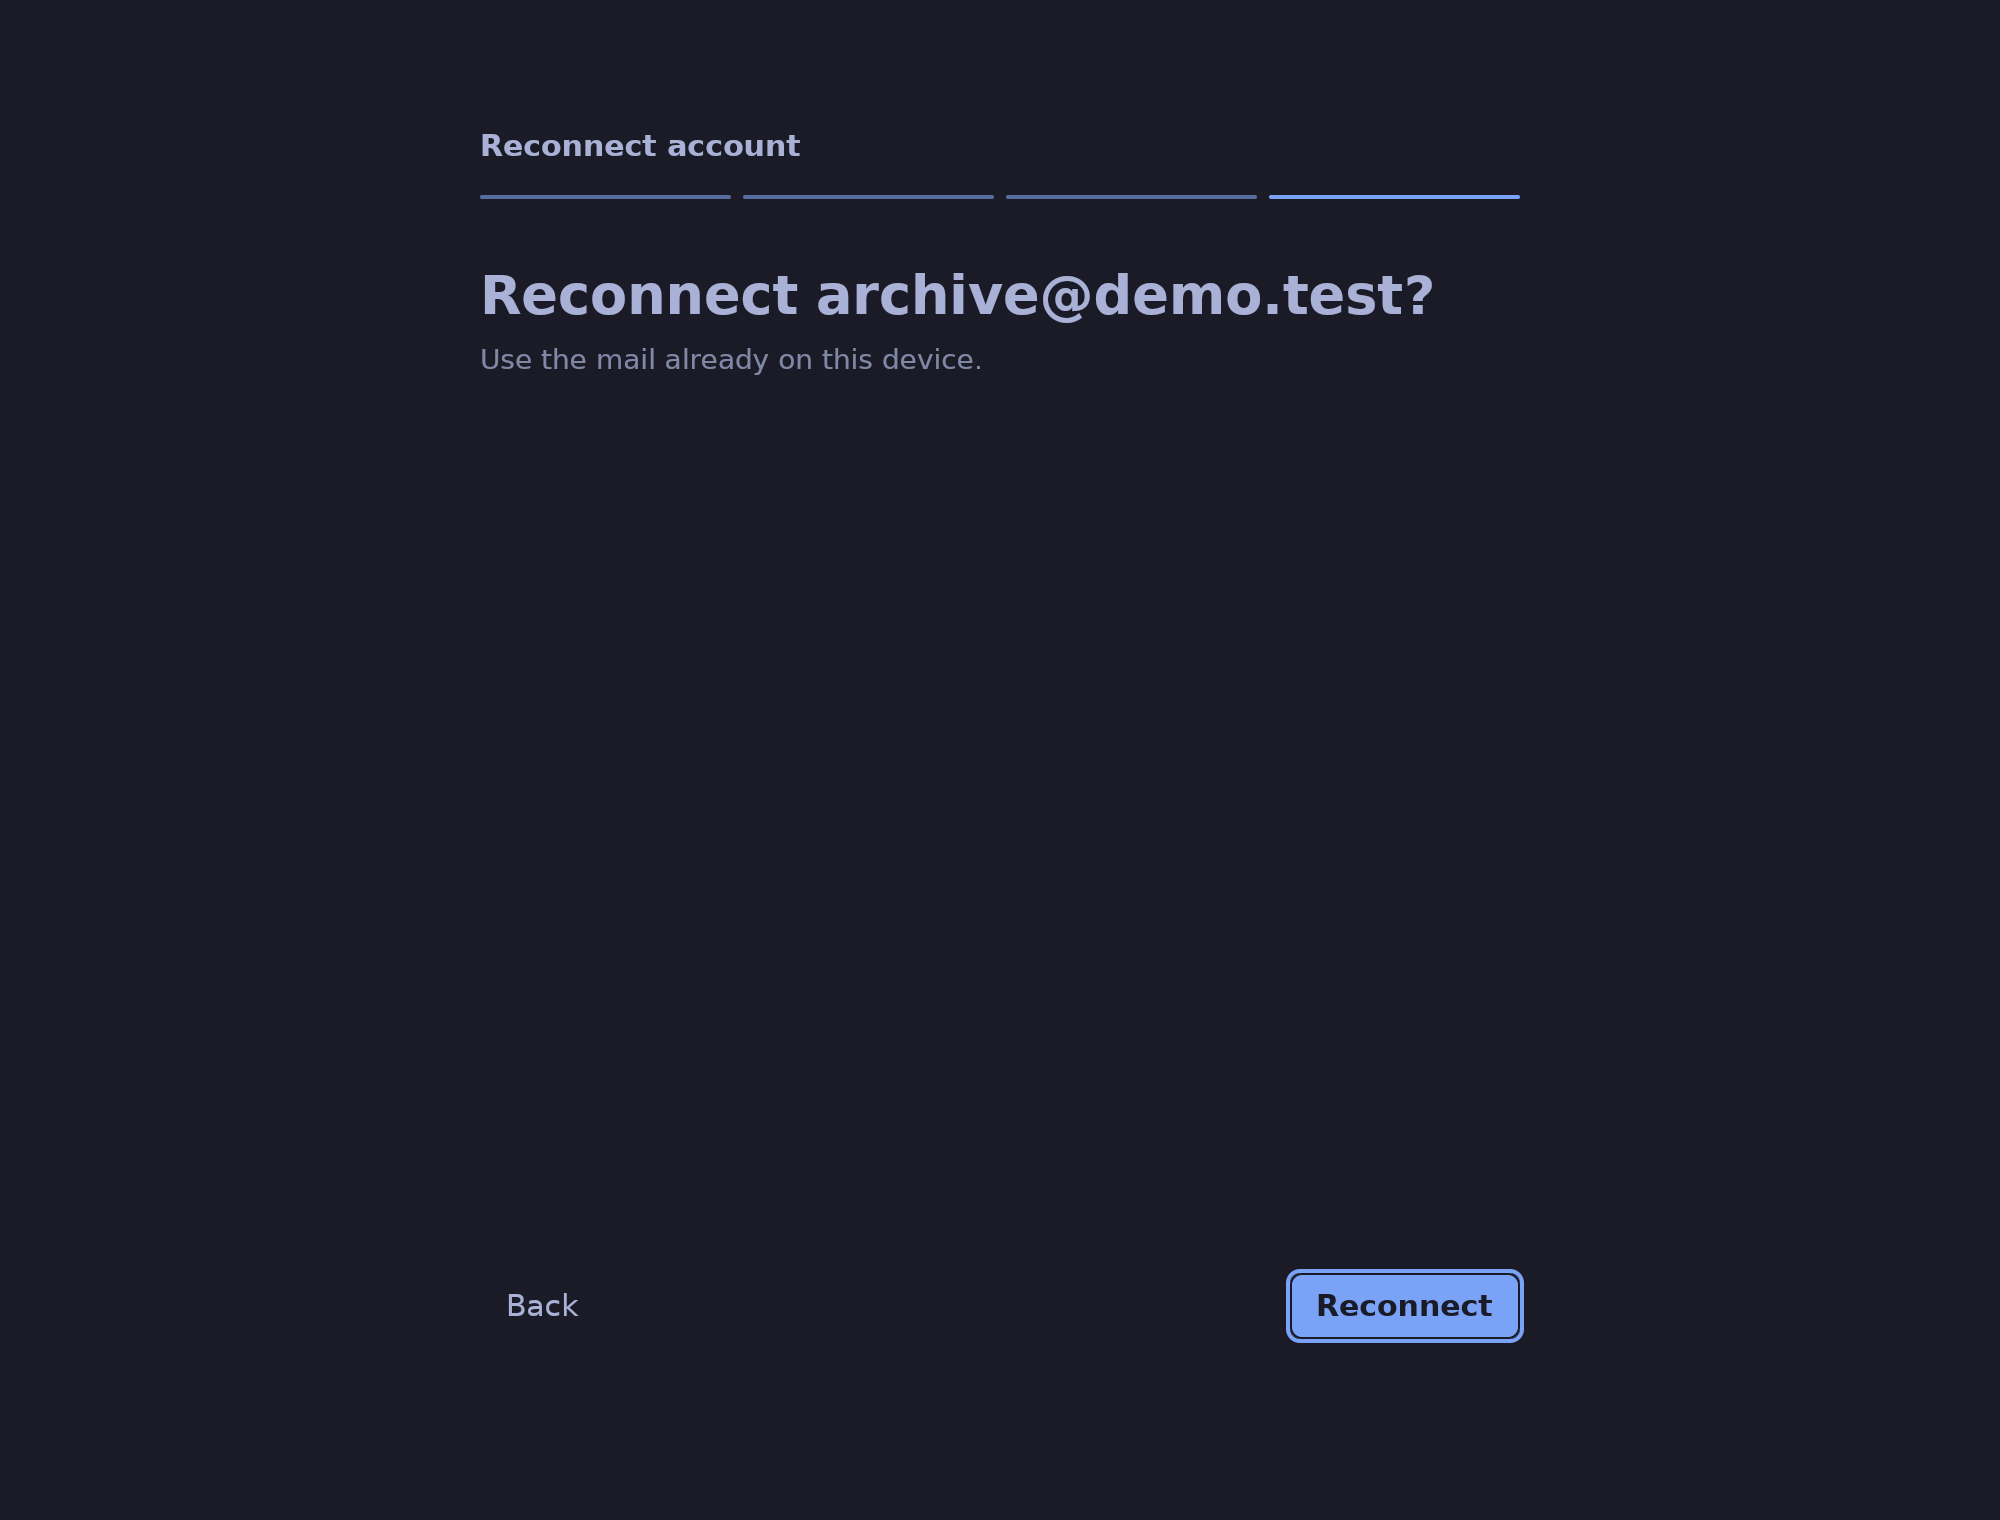 Reconnect account
Reconnect archive@demo.test?
Use the mail already on this device.
Back
Reconnect